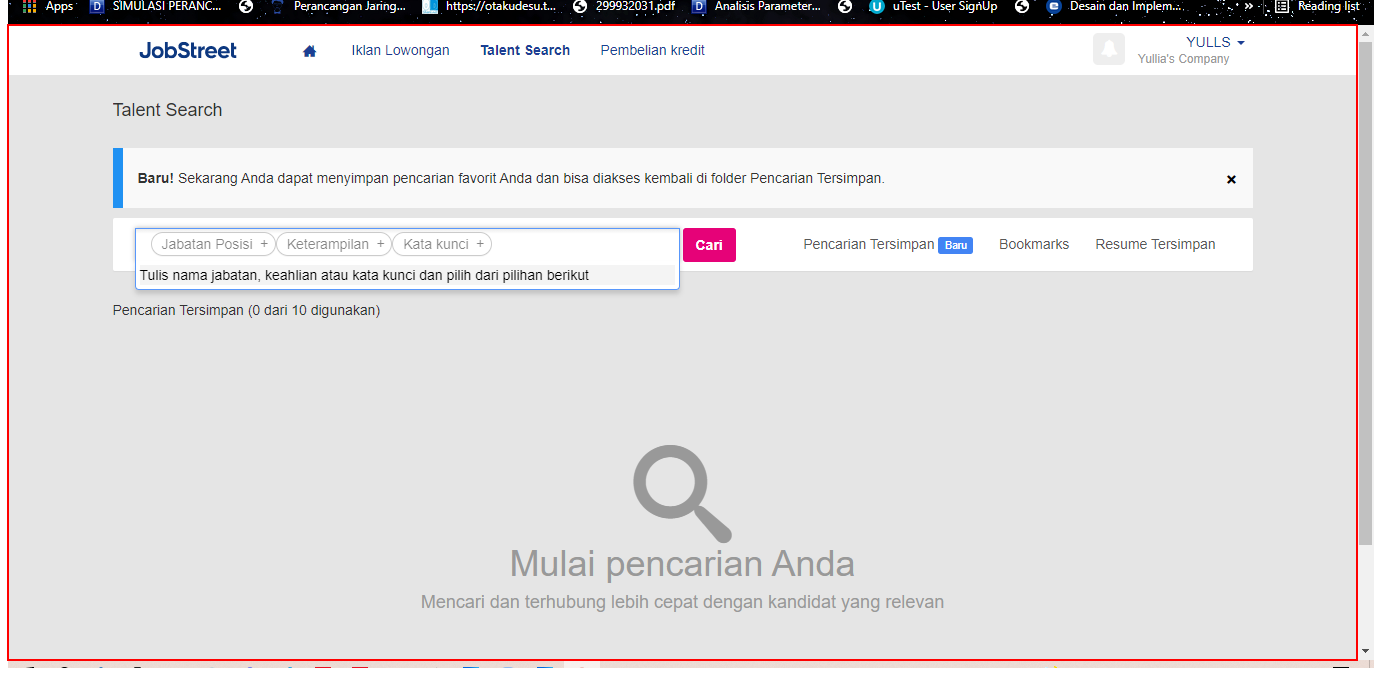 Apps SIMULASI PERANC... Perancangan Jaring... https://otakudesu.t... 299932031.pdf Analisis Parameter... uTest - User SignUp Desain dan Implem... » Reading list
JobStreet Iklan Lowongan Talent Search Pembelian kredit YULLS
Yullia's Company
Talent Search
Baru! Sekarang Anda dapat menyimpan pencarian favorit Anda dan bisa diakses kembali di folder Pencarian Tersimpan. ×
Jabatan Posisi + Keterampilan + Kata kunci + Cari Pencarian Tersimpan Baru Bookmarks Resume Tersimpan
Tulis nama jabatan, keahlian atau kata kunci dan pilih dari pilihan berikut
Pencarian Tersimpan (0 dari 10 digunakan)
Mulai pencarian Anda
Mencari dan terhubung lebih cepat dengan kandidat yang relevan